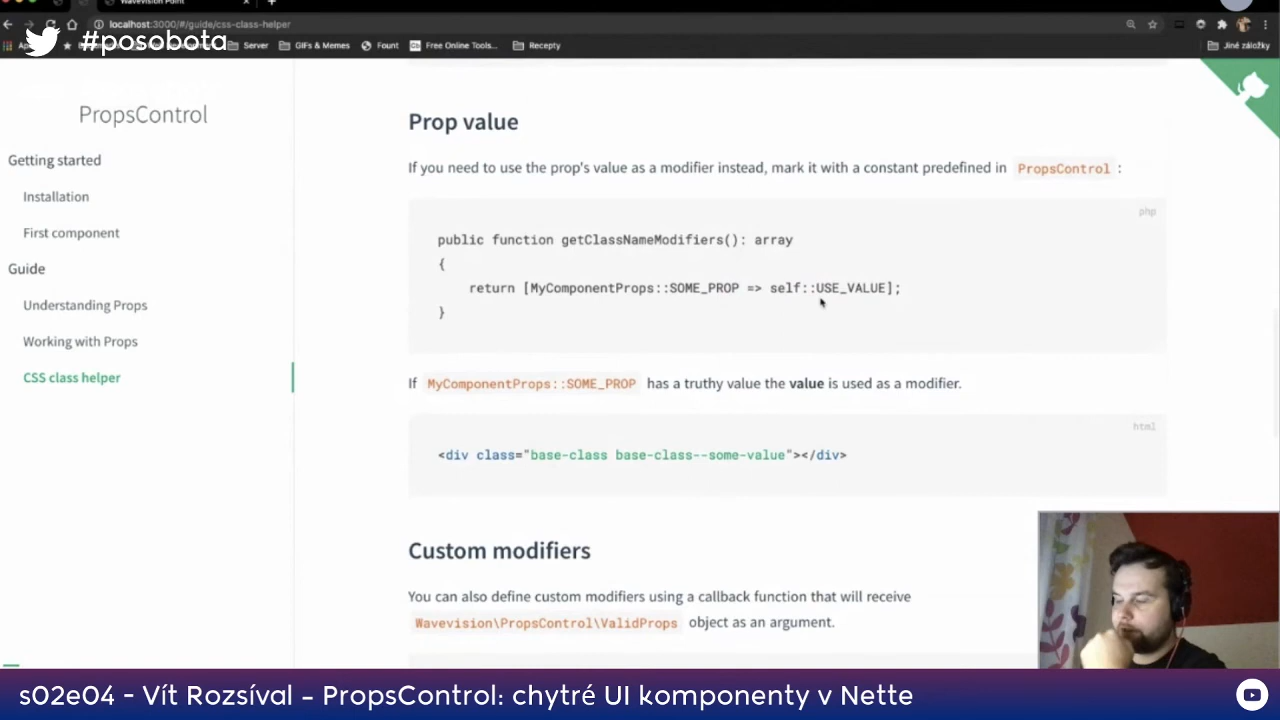 Wavevision Point
localhost:3000/#/guide/css-class-helper
Server
GIFs & Memes
Fount
Free Online Tools...
Recepty
Jiné záložky
#posobota
PropsControl
Getting started
Installation
First component
Guide
Understanding Props
Working with Props
CSS class helper
Prop value
If you need to use the prop's value as a modifier instead, mark it with a constant predefined in PropsControl :
php
public function getClassNameModifiers(): array
{
return [MyComponentProps::SOME_PROP => self::USE_VALUE];
}
If MyComponentProps::SOME_PROP has a truthy value the value is used as a modifier.
html
<div class="base-class base-class--some-value"></div>
Custom modifiers
You can also define custom modifiers using a callback function that will receive
Wavevision\PropsControl\ValidProps object as an argument.
s02e04 - Vít Rozsíval – PropsControl: chytré UI komponenty v Nette